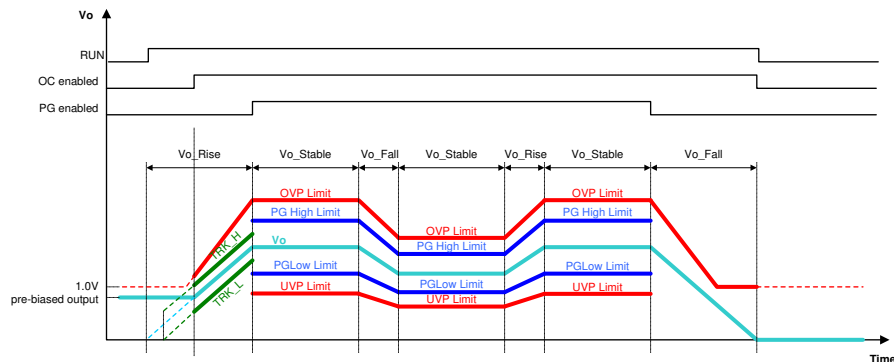 Vo
RUN
OC enabled
PG enabled
Vo_Rise
Vo_Stable
Vo_Fall
Vo_Stable
Vo_Rise
Vo_Stable
Vo_Fall
OVP Limit
PG High Limit
Vo
PGLow Limit
UVP Limit
OVP Limit
PG High Limit
PGLow Limit
UVP Limit
OVP Limit
PG High Limit
PGLow Limit
UVP Limit
TRK_H
TRK_L
1.0V
pre-biased output
Time